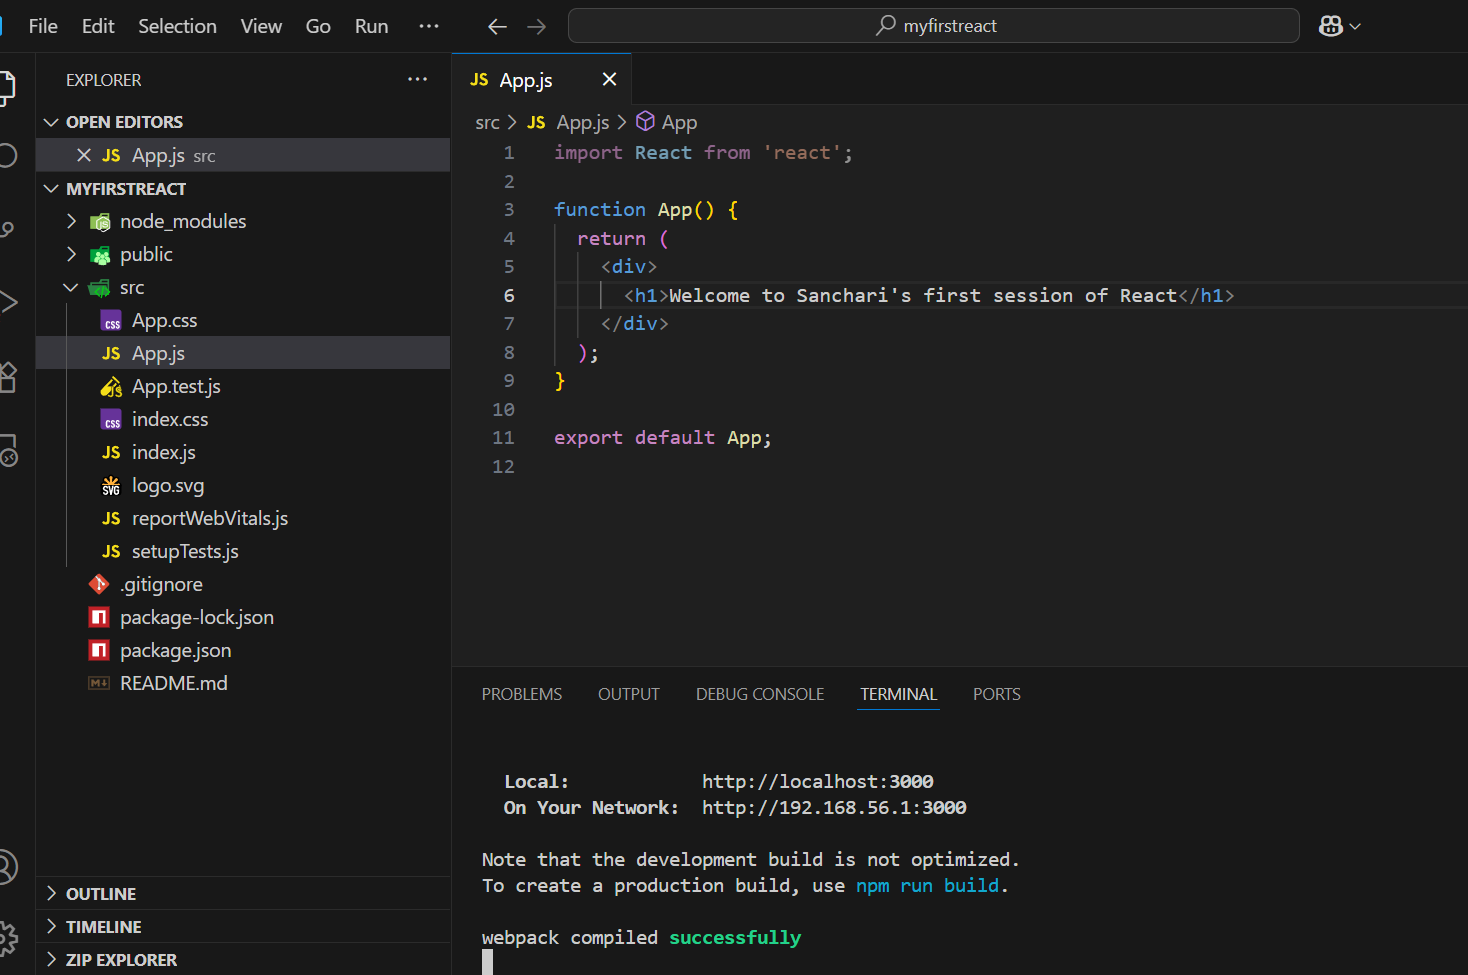 File Edit Selection View Go Run ... myfirstreact
EXPLORER ...
OPEN EDITORS
JS App.js src
MYFIRSTREACT
node_modules
public
src
css App.css
JS App.js
App.test.js
css index.css
JS index.js
SVG logo.svg
JS reportWebVitals.js
JS setupTests.js
.gitignore
package-lock.json
package.json
README.md
OUTLINE
TIMELINE
ZIP EXPLORER
JS App.js
src > JS App.js > App
1 import React from 'react';
2
3 function App() {
4 return (
5 <div>
6 <h1>Welcome to Sanchari's first session of React</h1>
7 </div>
8 );
9 }
10
11 export default App;
12
PROBLEMS OUTPUT DEBUG CONSOLE TERMINAL PORTS
Local: http://localhost:3000
On Your Network: http://192.168.56.1:3000
Note that the development build is not optimized.
To create a production build, use npm run build.
webpack compiled successfully